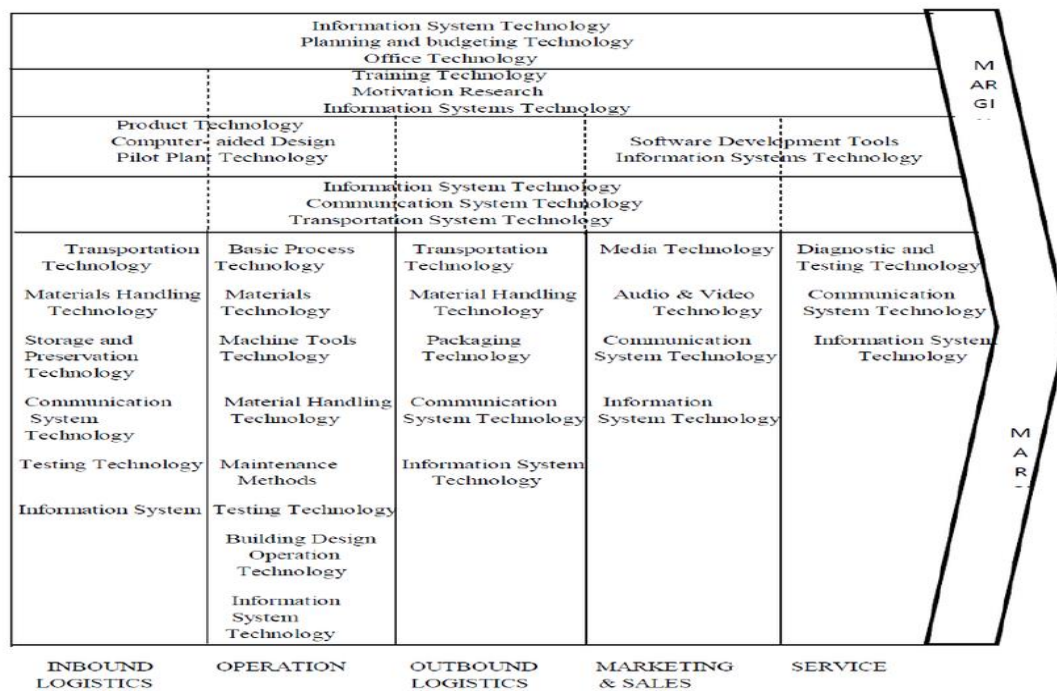 Information System Technology
Planning and budgeting Technology
Office Technology
Training Technology
Motivation Research
Information Systems Technology
Product Technology
Computer- aided Design
Pilot Plant Technology
Software Development Tools
Information Systems Technology
Information System Technology
Communication System Technology
Transportation System Technology
Transportation
Technology
Materials Handling
Technology
Storage and
Preservation
Technology
Communication
System
Technology
Testing Technology
Information System
Basic Process
Technology
Materials
Technology
Machine Tools
Technology
Material Handling
Technology
Maintenance
Methods
Testing Technology
Building Design
Operation
Technology
Information
System
Technology
Transportation
Technology
Material Handling
Technology
Packaging
Technology
Communication
System Technology
Information System
Technology
Media Technology
Audio & Video
Technology
Communication
System Technology
Information
System Technology
Diagnostic and
Testing Technology
Communication
System Technology
Information System
Technology
M
AR
GI
M
A
R
INBOUND
LOGISTICS
OPERATION
OUTBOUND
LOGISTICS
MARKETING
& SALES
SERVICE